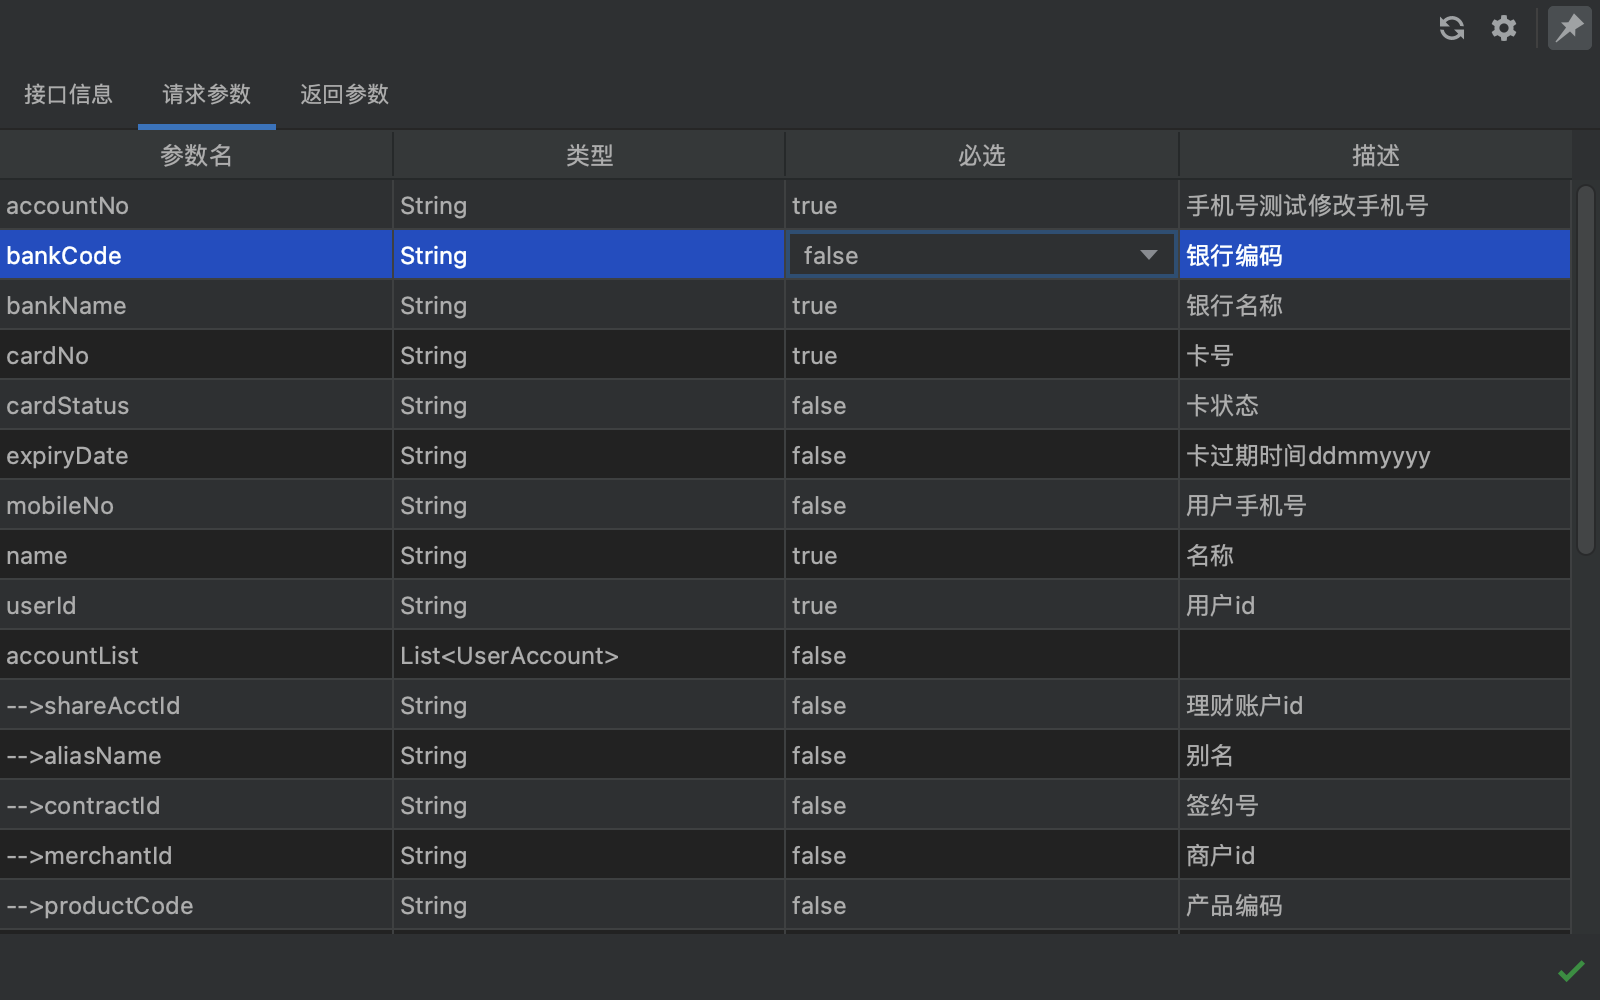 接口信息 请求参数 返回参数
参数名 类型 必选 描述
accountNo String true 手机号测试修改手机号
bankCode String false 银行编码
bankName String true 银行名称
cardNo String true 卡号
cardStatus String false 卡状态
expiryDate String false 卡过期时间ddmmyyyy
mobileNo String false 用户手机号
name String true 名称
userId String true 用户id
accountList List<UserAccount> false
-->shareAcctId String false 理财账户id
-->aliasName String false 别名
-->contractId String false 签约号
-->merchantId String false 商户id
-->productCode String false 产品编码